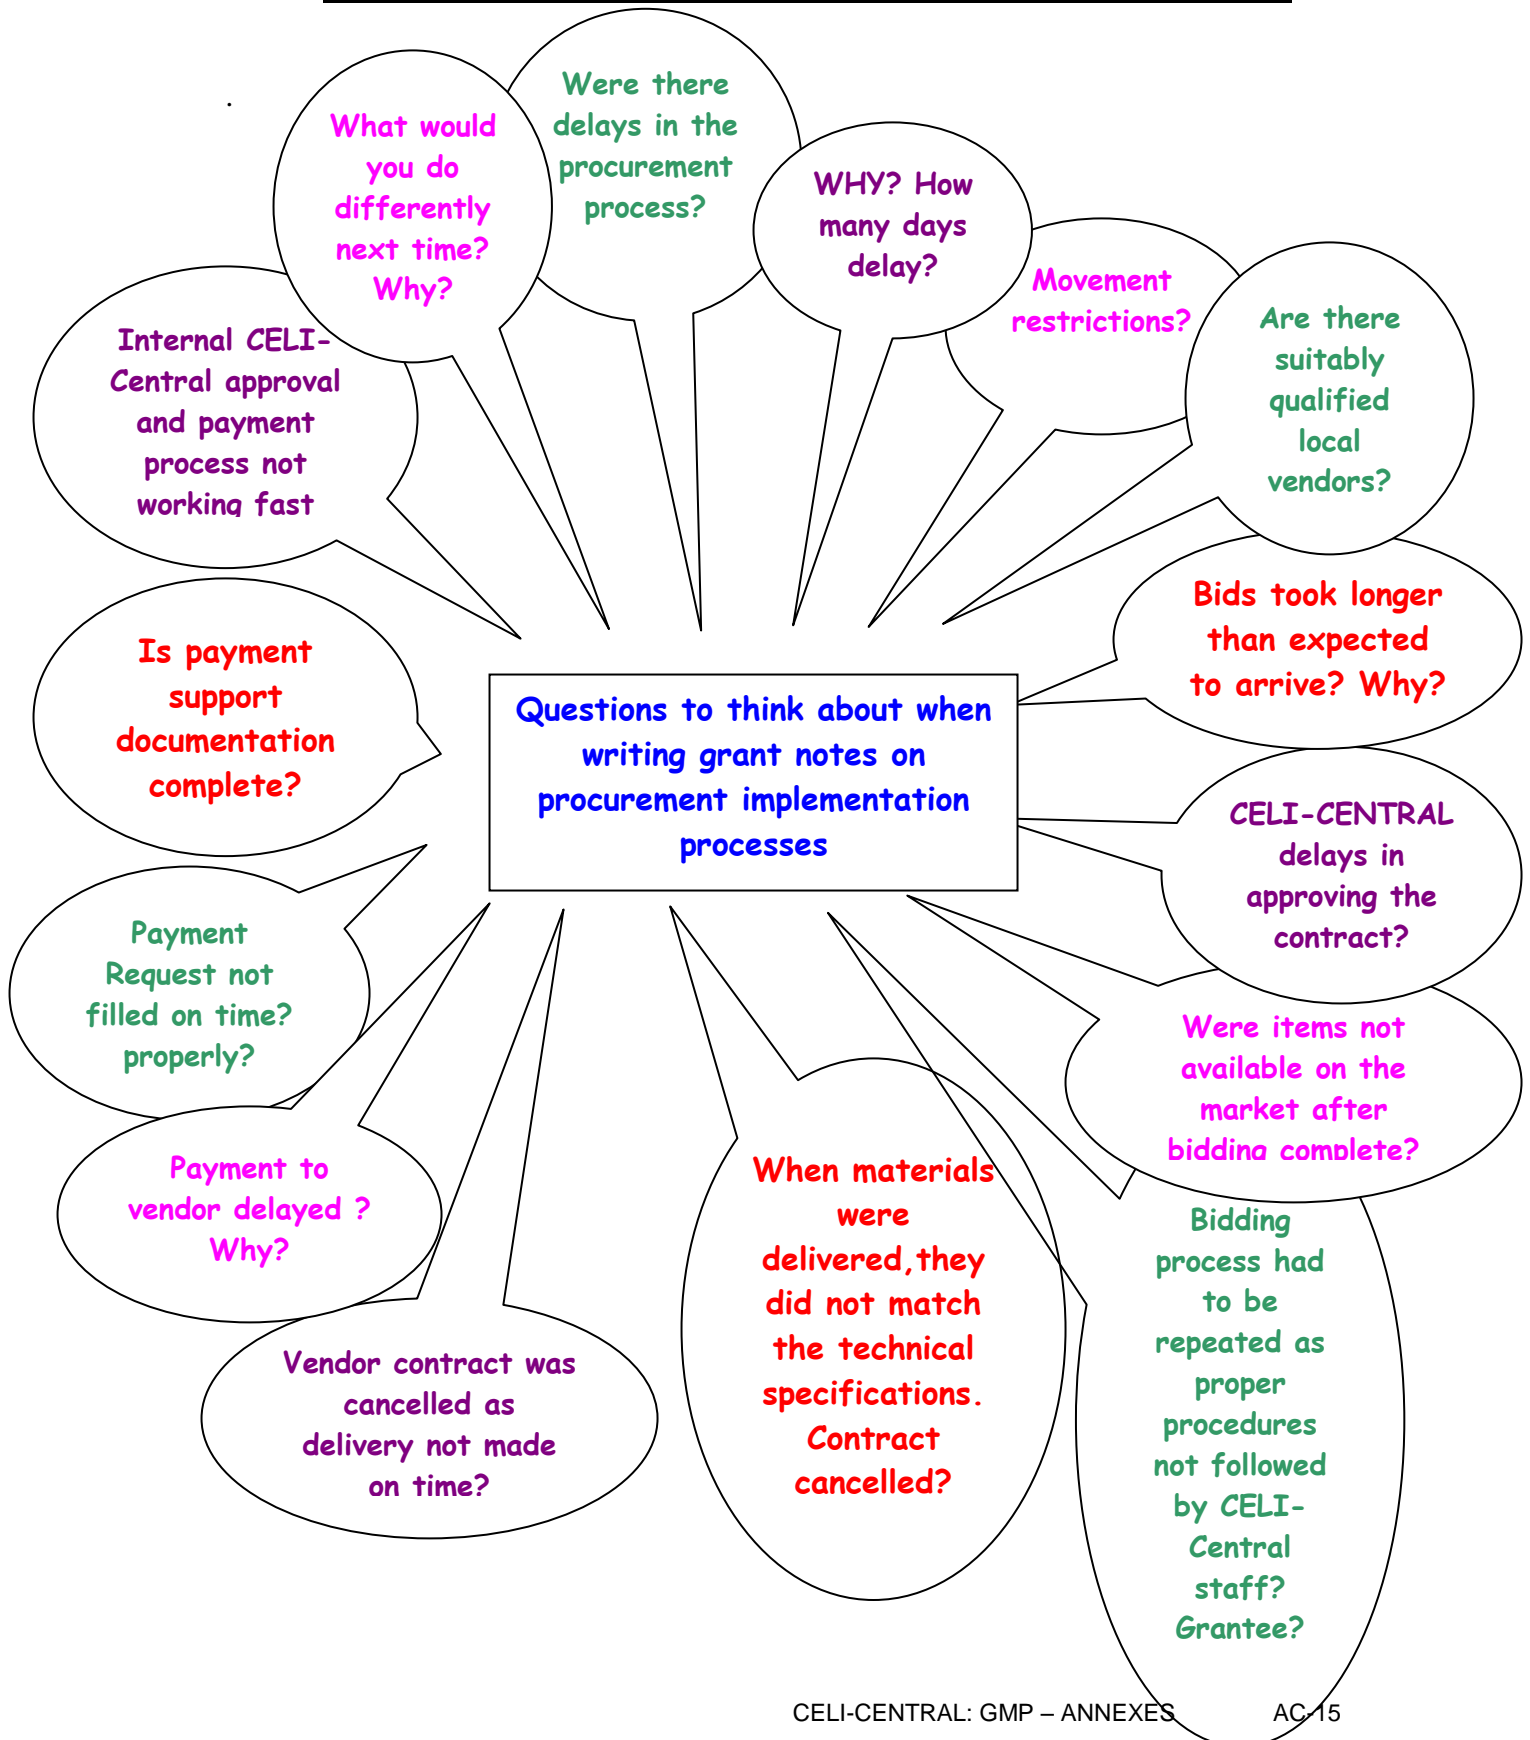 Were there
delays in the
procurement
process?
What would
you do
differently
next time?
Why?
WHY? How
many days
delay?
Movement
restrictions?
Are there
suitably
qualified
local
vendors?
Internal CELI-
Central approval
and payment
process not
working fast
Bids took longer
than expected
to arrive? Why?
Is payment
support
documentation
complete?
Questions to think about when
writing grant notes on
procurement implementation
processes
CELI-CENTRAL
delays in
approving the
contract?
Payment
Request not
filled on time?
properly?
Were items not
available on the
market after
bidding complete?
Payment to
vendor delayed ?
Why?
When materials
were
delivered,they
did not match
the technical
specifications.
Contract
cancelled?
Bidding
process had
to be
repeated as
proper
procedures
not followed
by CELI-
Central
staff?
Grantee?
Vendor contract was
cancelled as
delivery not made
on time?
CELI-CENTRAL: GMP – ANNEXES AC-15